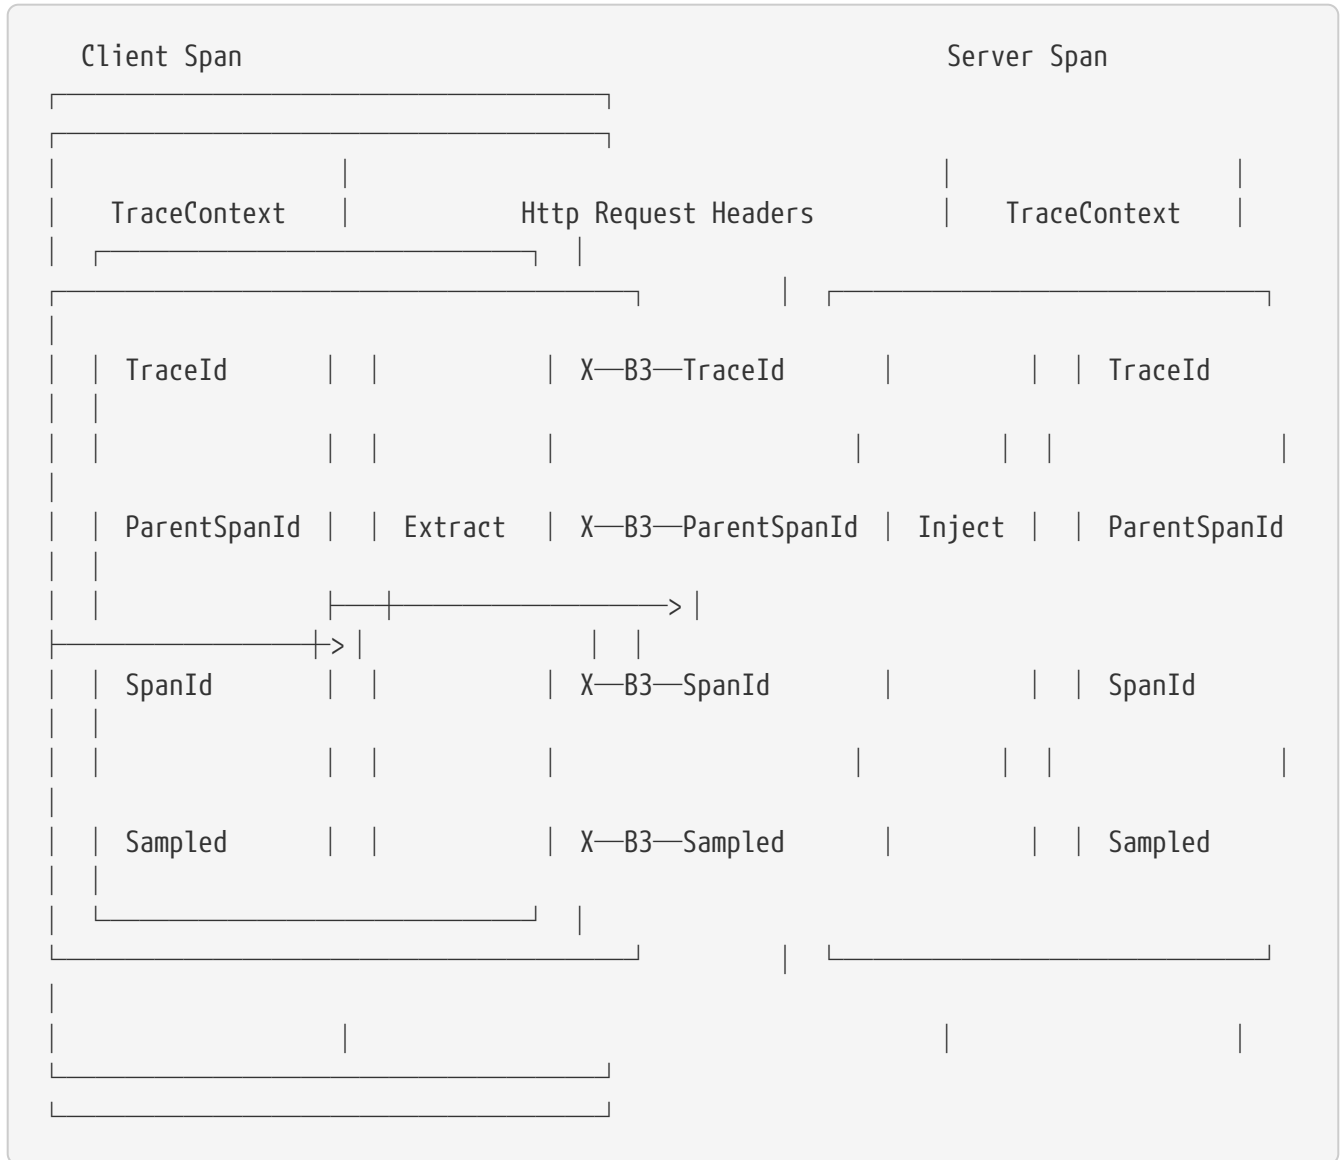 Client Span Server Span
TraceContext Http Request Headers TraceContext
TraceId X─B3─TraceId TraceId
ParentSpanId Extract X─B3─ParentSpanId Inject ParentSpanId
SpanId X─B3─SpanId SpanId
Sampled X─B3─Sampled Sampled